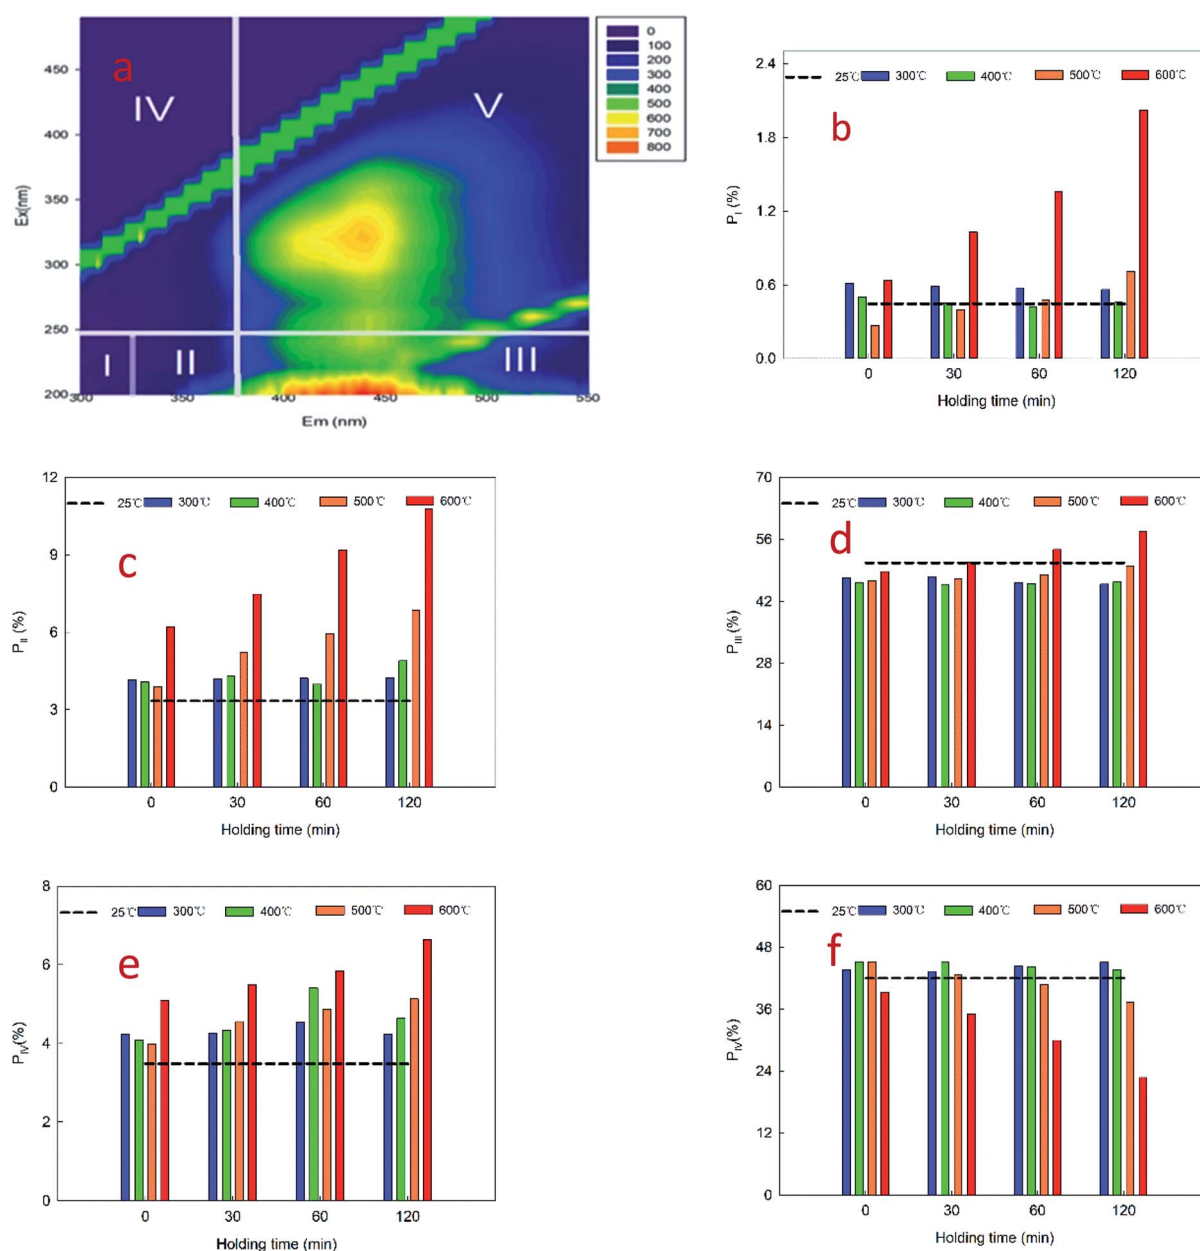 a
IV
V
I
II
III
450
400
350
300
250
200
Ex(nm)
300
350
400
450
500
550
Em (nm)
0
100
200
300
400
500
600
700
800
b
25℃ 300℃ 400℃ 500℃ 600℃
2.4
1.8
1.2
0.6
0.0
P_I (%)
0 30 60 120
Holding time (min)
c
25℃ 300℃ 400℃ 500℃ 600℃
12
9
6
3
0
P_II (%)
0 30 60 120
Holding time (min)
d
25℃ 300℃ 400℃ 500℃ 600℃
70
56
42
28
14
0
P_III (%)
0 30 60 120
Holding time (min)
e
25℃ 300℃ 400℃ 500℃ 600℃
8
6
4
2
0
P_IV(%)
0 30 60 120
Holding time (min)
f
25℃ 300℃ 400℃ 500℃ 600℃
60
48
36
24
12
0
P_IV(%)
0 30 60 120
Holding time (min)